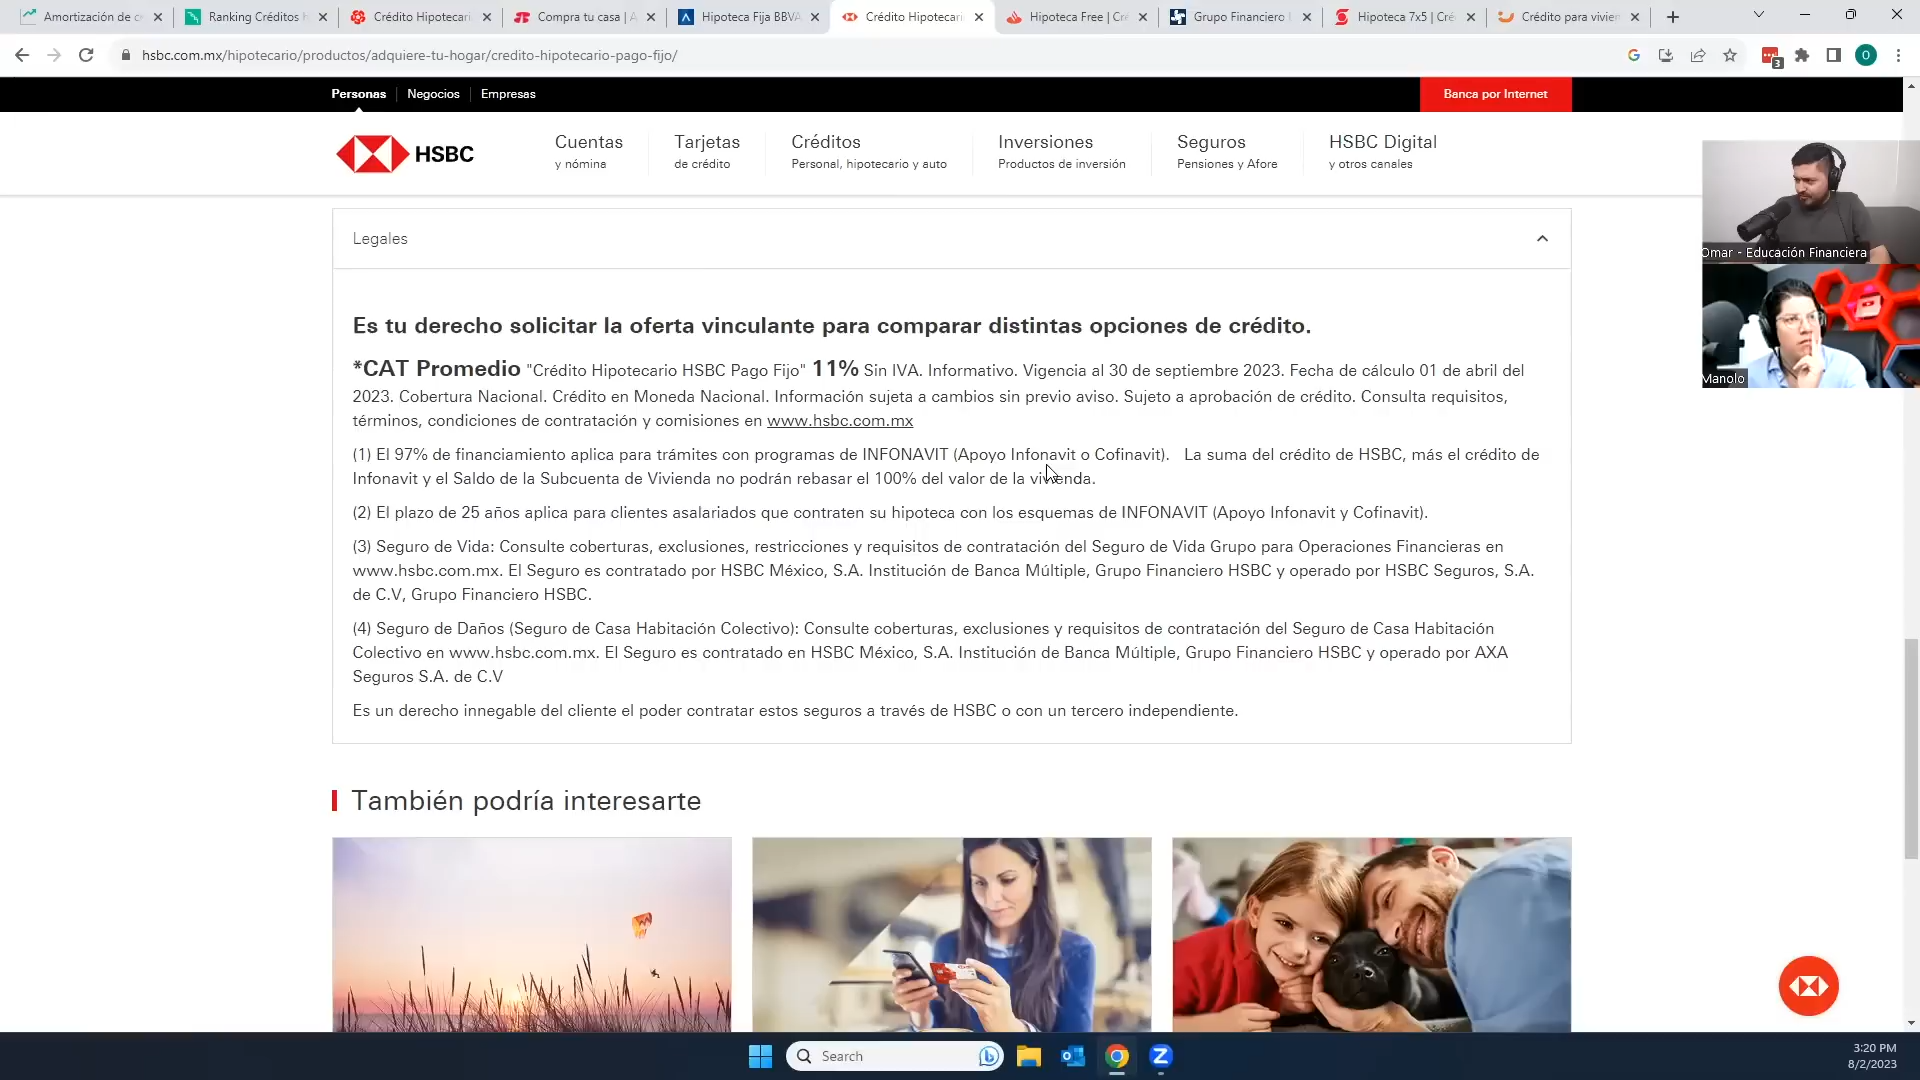 Amortización de c
Ranking Créditos H
Crédito Hipotecari
Compra tu casa | A
Hipoteca Fija BBVA
Crédito Hipotecari
Hipoteca Free | Cré
Grupo Financiero
Hipoteca 7x5 | Cré
Crédito para vivien
hsbc.com.mx/hipotecario/productos/adquiere-tu-hogar/credito-hipotecario-pago-fijo/
3
O
Personas
Negocios
Empresas
Banca por Internet
HSBC
Cuentas
y nómina
Tarjetas
de crédito
Créditos
Personal, hipotecario y auto
Inversiones
Productos de inversión
Seguros
Pensiones y Afore
HSBC Digital
y otros canales
Omar - Educación Financiera
Manolo
Legales
Es tu derecho solicitar la oferta vinculante para comparar distintas opciones de crédito.
*CAT Promedio "Crédito Hipotecario HSBC Pago Fijo" 11% Sin IVA. Informativo. Vigencia al 30 de septiembre 2023. Fecha de cálculo 01 de abril del
2023. Cobertura Nacional. Crédito en Moneda Nacional. Información sujeta a cambios sin previo aviso. Sujeto a aprobación de crédito. Consulta requisitos,
términos, condiciones de contratación y comisiones en www.hsbc.com.mx
(1) El 97% de financiamiento aplica para trámites con programas de INFONAVIT (Apoyo Infonavit o Cofinavit).   La suma del crédito de HSBC, más el crédito de
Infonavit y el Saldo de la Subcuenta de Vivienda no podrán rebasar el 100% del valor de la vivienda.
(2) El plazo de 25 años aplica para clientes asalariados que contraten su hipoteca con los esquemas de INFONAVIT (Apoyo Infonavit y Cofinavit).
(3) Seguro de Vida: Consulte coberturas, exclusiones, restricciones y requisitos de contratación del Seguro de Vida Grupo para Operaciones Financieras en
www.hsbc.com.mx. El Seguro es contratado por HSBC México, S.A. Institución de Banca Múltiple, Grupo Financiero HSBC y operado por HSBC Seguros, S.A.
de C.V, Grupo Financiero HSBC.
(4) Seguro de Daños (Seguro de Casa Habitación Colectivo): Consulte coberturas, exclusiones y requisitos de contratación del Seguro de Casa Habitación
Colectivo en www.hsbc.com.mx. El Seguro es contratado en HSBC México, S.A. Institución de Banca Múltiple, Grupo Financiero HSBC y operado por AXA
Seguros S.A. de C.V
Es un derecho innegable del cliente el poder contratar estos seguros a través de HSBC o con un tercero independiente.
También podría interesarte
Search
3:20 PM
8/2/2023